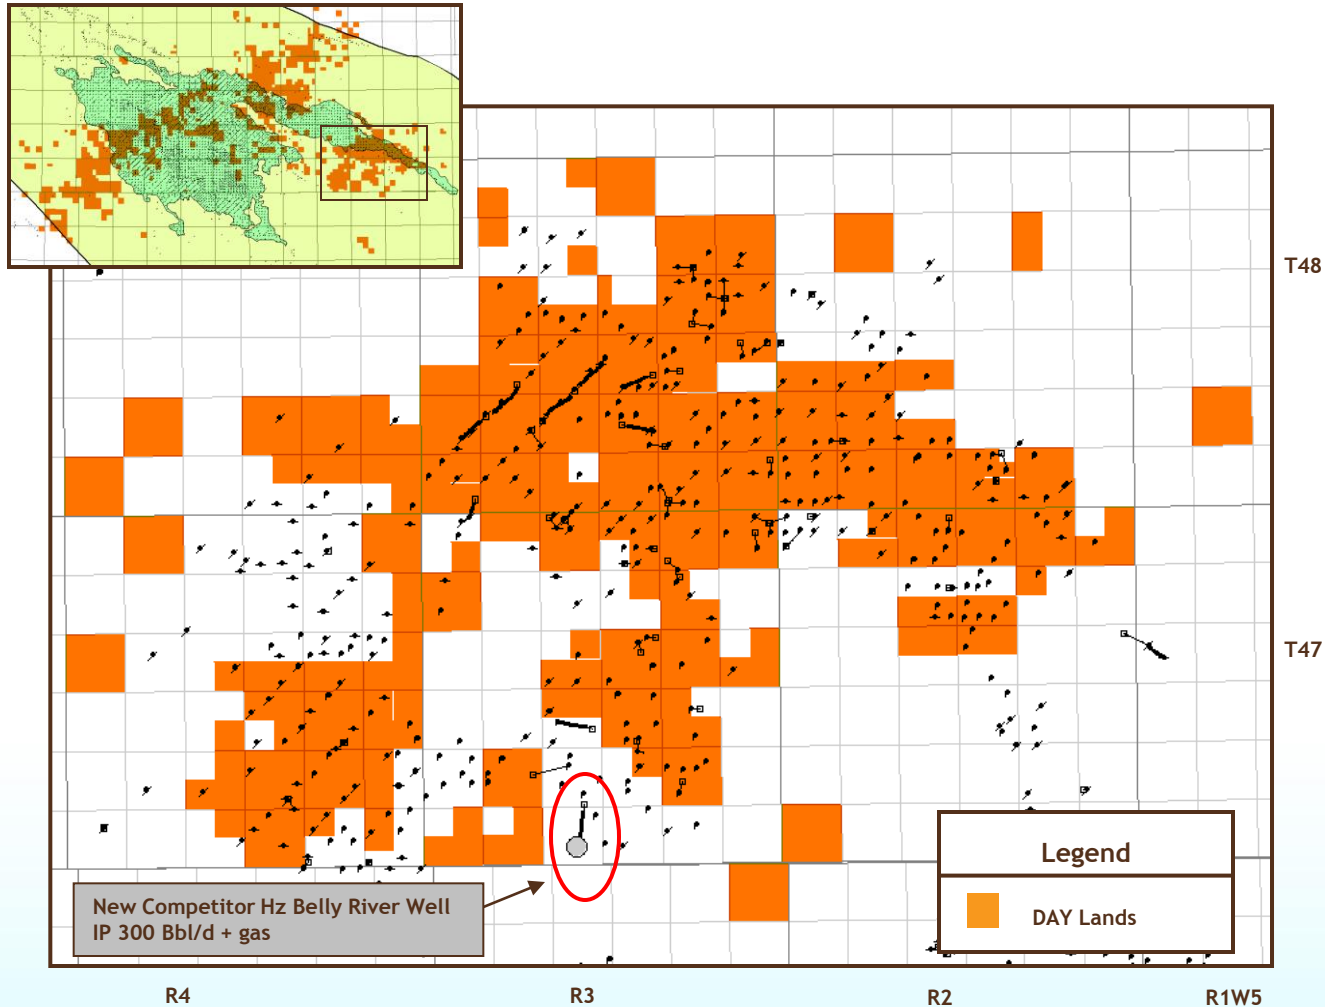 T48
T47
Legend
DAY Lands
New Competitor Hz Belly River Well
IP 300 Bbl/d + gas
R4
R3
R2
R1W5